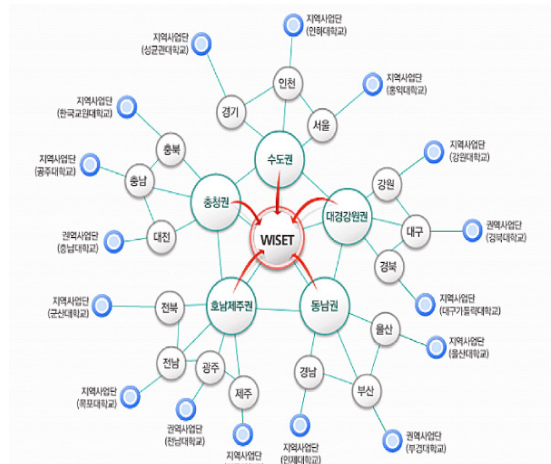 지역사업단
(인하대학교)
지역사업단
(성균관대학교)
인천
지역사업단
(홍익대학교)
경기
서울
지역사업단
(한국교원대학교)
수도권
충북
지역사업단
(강원대학교)
지역사업단
(공주대학교)
충남
강원
충청권
대경강원권
권역사업단
(충남대학교)
대전
WISET
대구
권역사업단
(경북대학교)
경북
지역사업단
(군산대학교)
전북
호남제주권
동남권
지역사업단
(대구가톨릭대학교)
울산
지역사업단
(울산대학교)
전남
광주
제주
경남
부산
지역사업단
(목포대학교)
권역사업단
(전남대학교)
지역사업단
지역사업단
(인제대학교)
권역사업단
(부경대학교)